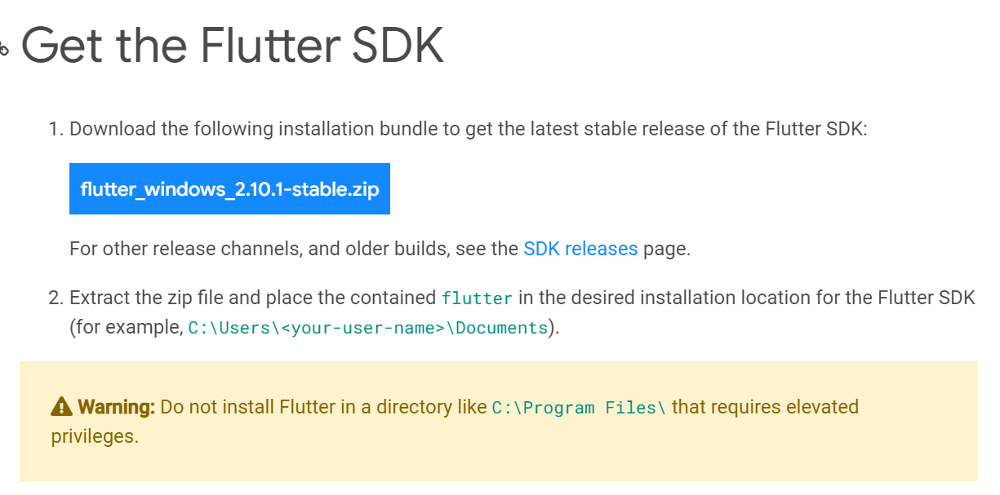 Get the Flutter SDK
1. Download the following installation bundle to get the latest stable release of the Flutter SDK:
flutter_windows_2.10.1-stable.zip
For other release channels, and older builds, see the SDK releases page.
2. Extract the zip file and place the contained flutter in the desired installation location for the Flutter SDK
(for example, C:\Users\<your-user-name>\Documents).
Warning: Do not install Flutter in a directory like C:\Program Files\ that requires elevated
privileges.